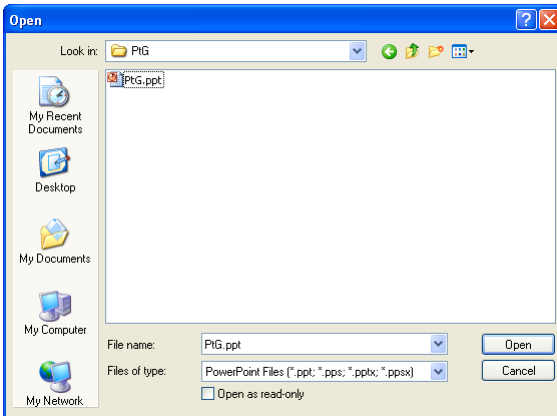 Open
Look in:
PtG
PtG.ppt
My Recent
Documents
Desktop
My Documents
My Computer
My Network
File name:
PtG.ppt
Open
Files of type:
PowerPoint Files (*.ppt; *.pps; *.pptx; *.ppsx)
Cancel
Open as read-only